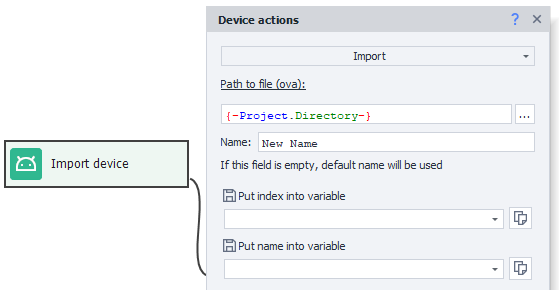 Device actions
?
Import
Path to file (ova):
{-Project.Directory-}
...
Name: New Name
Import device
If this field is empty, default name will be used
Put index into variable
Put name into variable